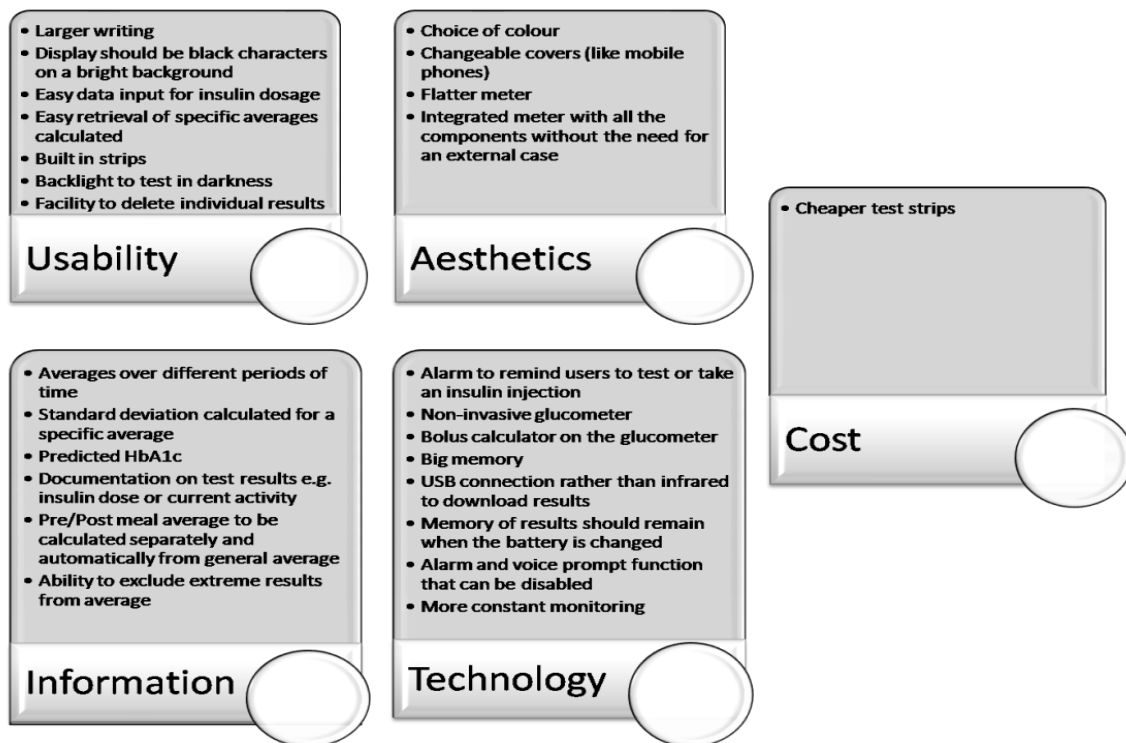 • Larger writing
• Display should be black characters
on a bright background
• Easy data input for insulin dosage
• Easy retrieval of specific averages
calculated
• Built in strips
• Backlight to test in darkness
• Facility to delete individual results
Usability
• Choice of colour
• Changeable covers (like mobile
phones)
• Flatter meter
• Integrated meter with all the
components without the need for
an external case
Aesthetics
• Cheaper test strips
Cost
• Averages over different periods of
time
• Standard deviation calculated for a
specific average
• Predicted HbA1c
• Documentation on test results e.g.
insulin dose or current activity
• Pre/Post meal average to be
calculated separately and
automatically from general average
• Ability to exclude extreme results
from average
Information
• Alarm to remind users to test or take
an insulin injection
• Non-invasive glucometer
• Bolus calculator on the glucometer
• Big memory
• USB connection rather than infrared
to download results
• Memory of results should remain
when the battery is changed
• Alarm and voice prompt function
that can be disabled
• More constant monitoring
Technology